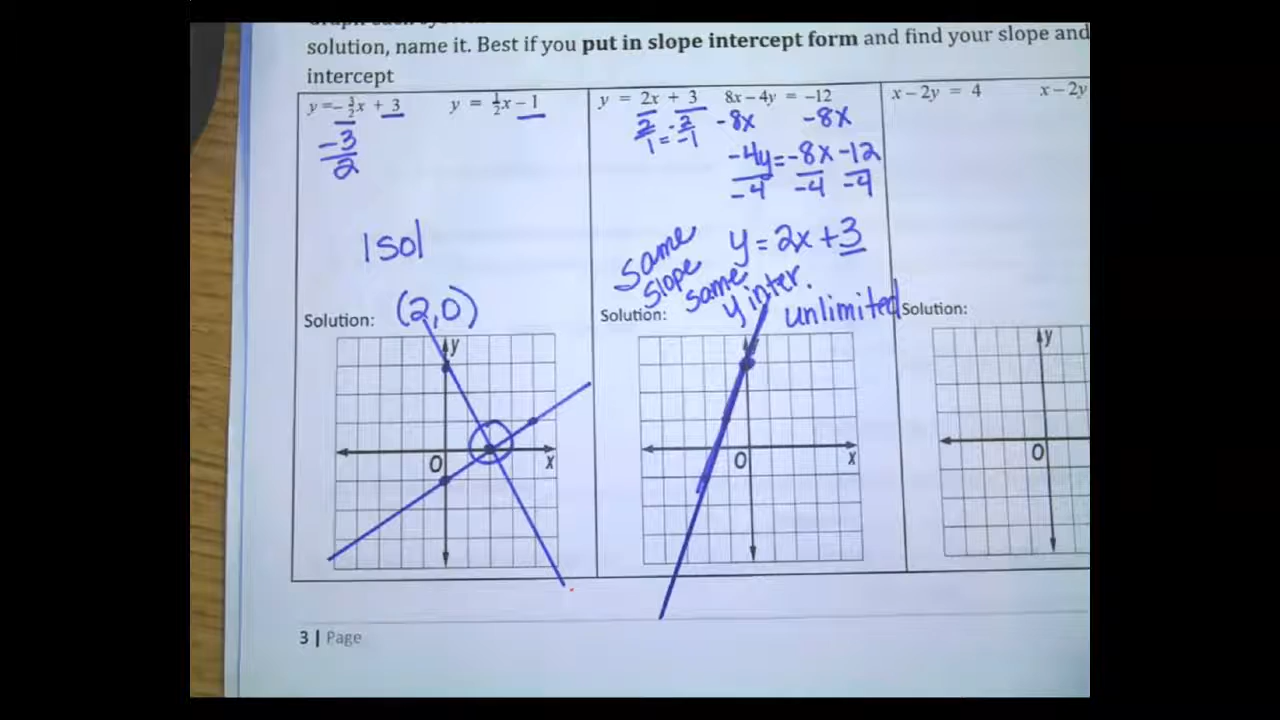 solution, name it. Best if you put in slope intercept form and find your slope and
intercept
y = -3/2x + 3    y = 1/2x - 1
-3/2
1 sol
Solution: (2,0)
y
O
x
y = 2x + 3    8x - 4y = -12
2/1 = -2/-1    -8x    -8x
-4y = -8x -12
-4    -4    -4
y = 2x + 3
same
slope
same
y inter.
unlimited
Solution:
y
O
x
x - 2y = 4    x - 2y
Solution:
y
O
3 | Page